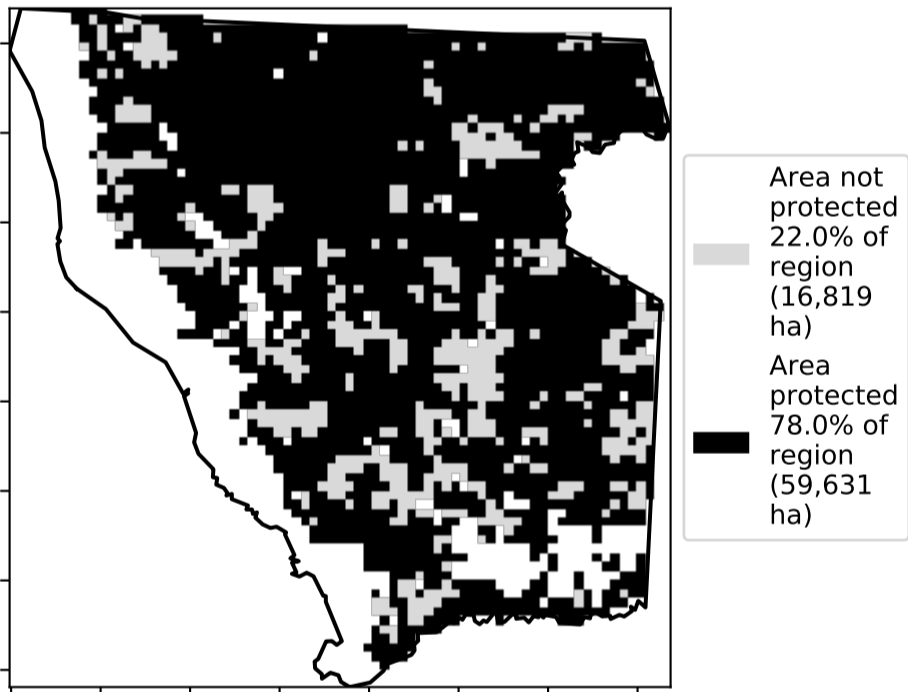 Area not
protected
22.0% of
region
(16,819
ha)
Area
protected
78.0% of
region
(59,631
ha)